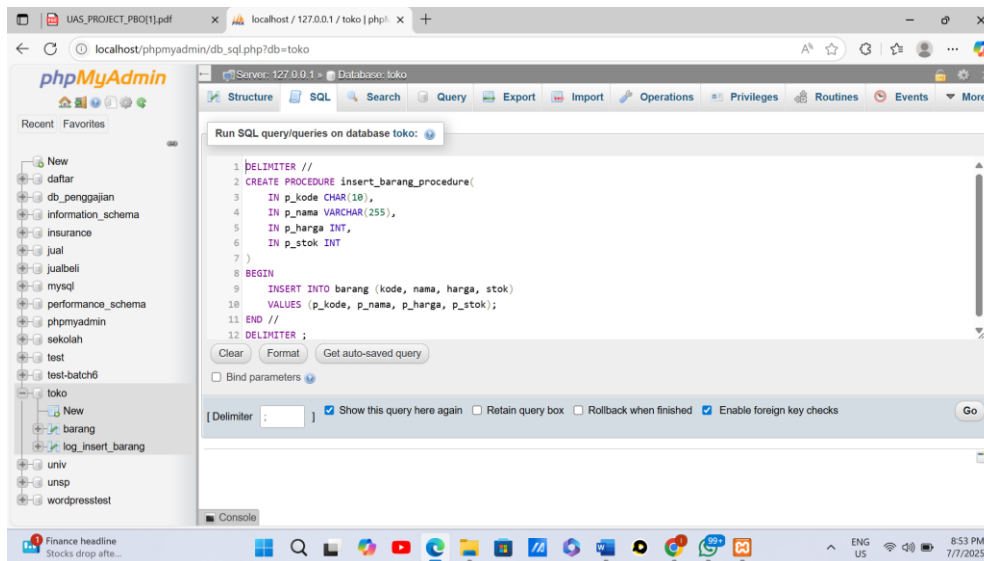 UAS_PROJECT_PBO[1].pdf
localhost / 127.0.0.1 / toko | phpM
localhost/phpmyadmin/db_sql.php?db=toko
phpMyAdmin
Recent Favorites
New
daftar
db_penggajian
information_schema
insurance
jual
jualbeli
mysql
performance_schema
phpmyadmin
sekolah
test
test-batch6
toko
New
barang
log_insert_barang
univ
unsp
wordpresstest
Server: 127.0.0.1 » Database: toko
Structure SQL Search Query Export Import Operations Privileges Routines Events More
Run SQL query/queries on database toko:
1 DELIMITER //
2 CREATE PROCEDURE insert_barang_procedure(
3 IN p_kode CHAR(10),
4 IN p_nama VARCHAR(255),
5 IN p_harga INT,
6 IN p_stok INT
7 )
8 BEGIN
9 INSERT INTO barang (kode, nama, harga, stok)
10 VALUES (p_kode, p_nama, p_harga, p_stok);
11 END //
12 DELIMITER ;
Clear Format Get auto-saved query
Bind parameters
[ Delimiter ; ] Show this query here again Retain query box Rollback when finished Enable foreign key checks Go
Console
1 Finance headline
Stocks drop afte...
99+
ENG
US
8:53 PM
7/7/2025